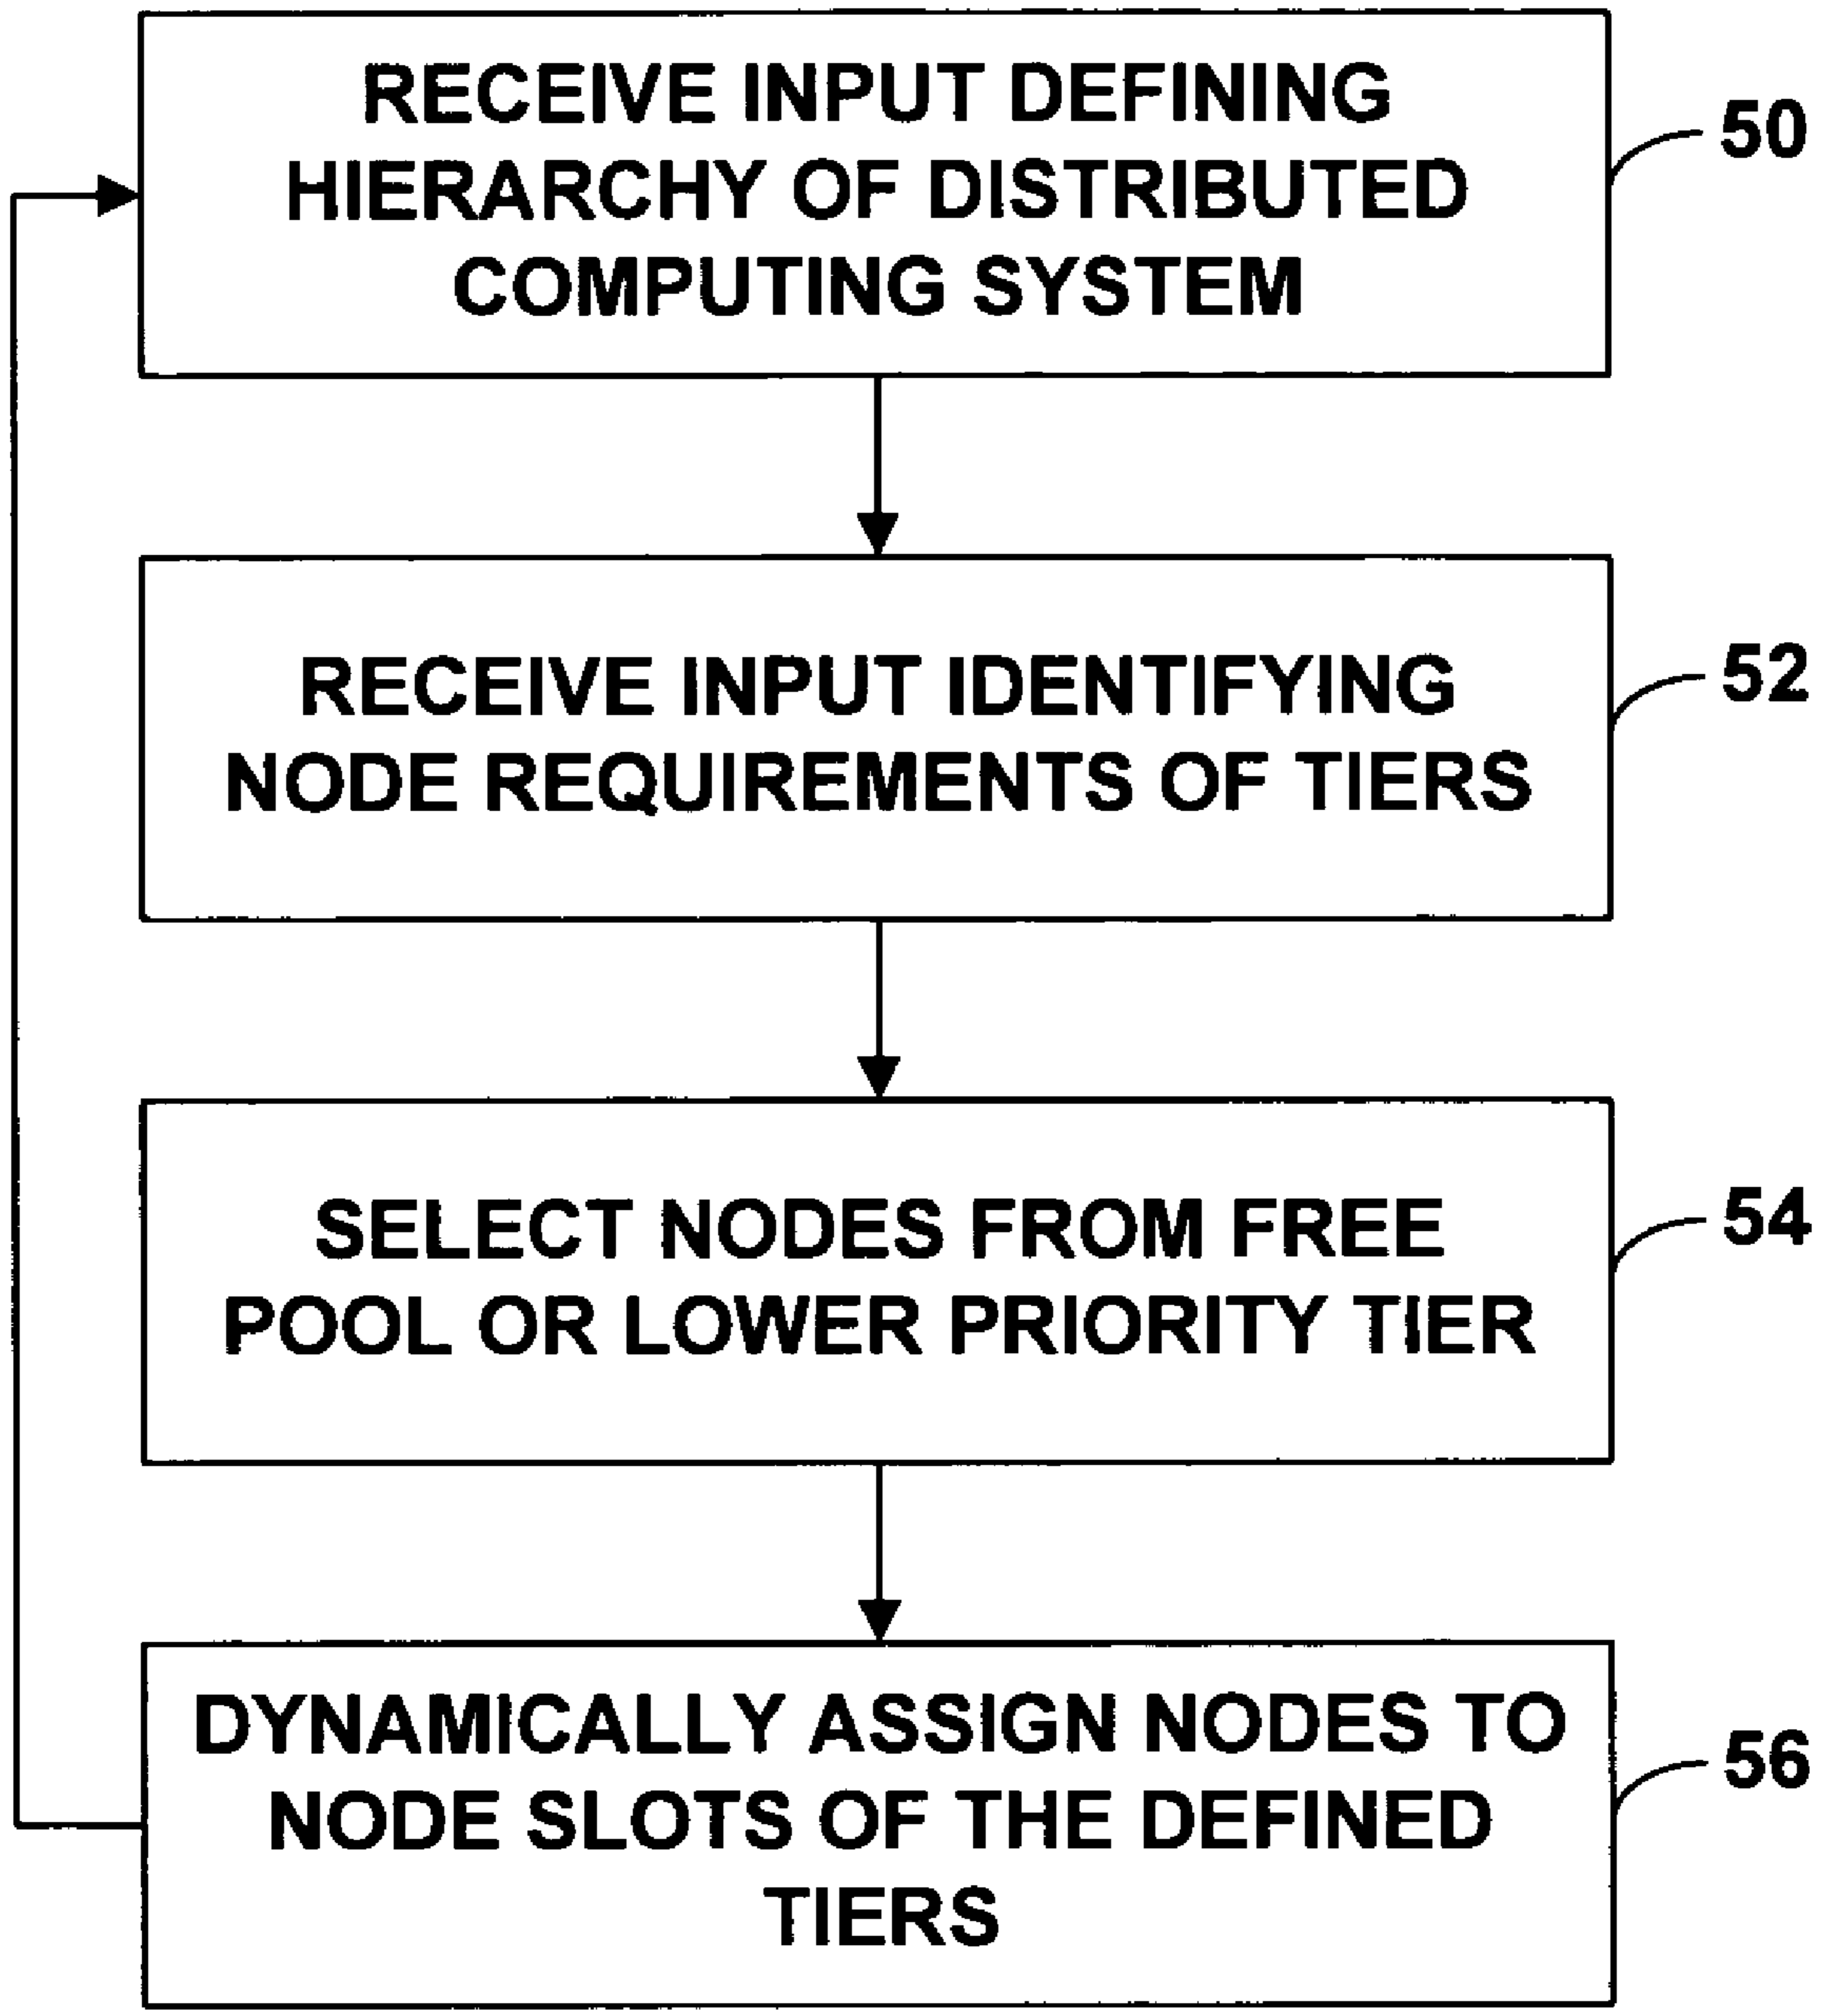 RECEIVE INPUT DEFINING
HIERARCHY OF DISTRIBUTED
COMPUTING SYSTEM
50
RECEIVE INPUT IDENTIFYING
NODE REQUIREMENTS OF TIERS
52
SELECT NODES FROM FREE
POOL OR LOWER PRIORITY TIER
54
DYNAMICALLY ASSIGN NODES TO
NODE SLOTS OF THE DEFINED
TIERS
56